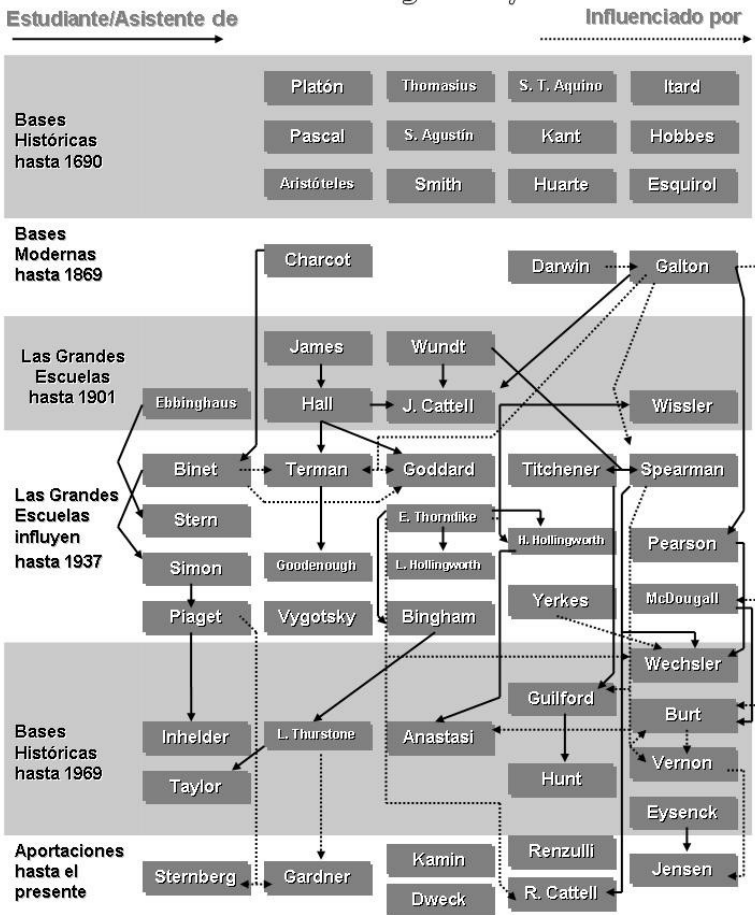 Estudiante/Asistente de
Influenciado por
Bases
Históricas
hasta 1690
Platón
Thomasius
S. T. Aquino
Itard
Pascal
S. Agustín
Kant
Hobbes
Aristóteles
Smith
Huarte
Esquirol
Bases
Modernas
hasta 1869
Charcot
Darwin
Galton
Las Grandes
Escuelas
hasta 1901
James
Wundt
Ebbinghaus
Hall
J. Cattell
Wissler
Las Grandes
Escuelas
influyen
hasta 1937
Binet
Terman
Goddard
Titchener
Spearman
Stern
E. Thorndike
Simon
Goodenough
L. Hollingworth
H. Hollingworth
Pearson
Piaget
Vygotsky
Bingham
Yerkes
McDougall
Bases
Históricas
hasta 1969
Wechsler
Guilford
Burt
Inhelder
L. Thurstone
Anastasi
Vernon
Taylor
Hunt
Eysenck
Aportaciones
hasta el
presente
Sternberg
Gardner
Kamin
Renzulli
Jensen
Dweck
R. Cattell